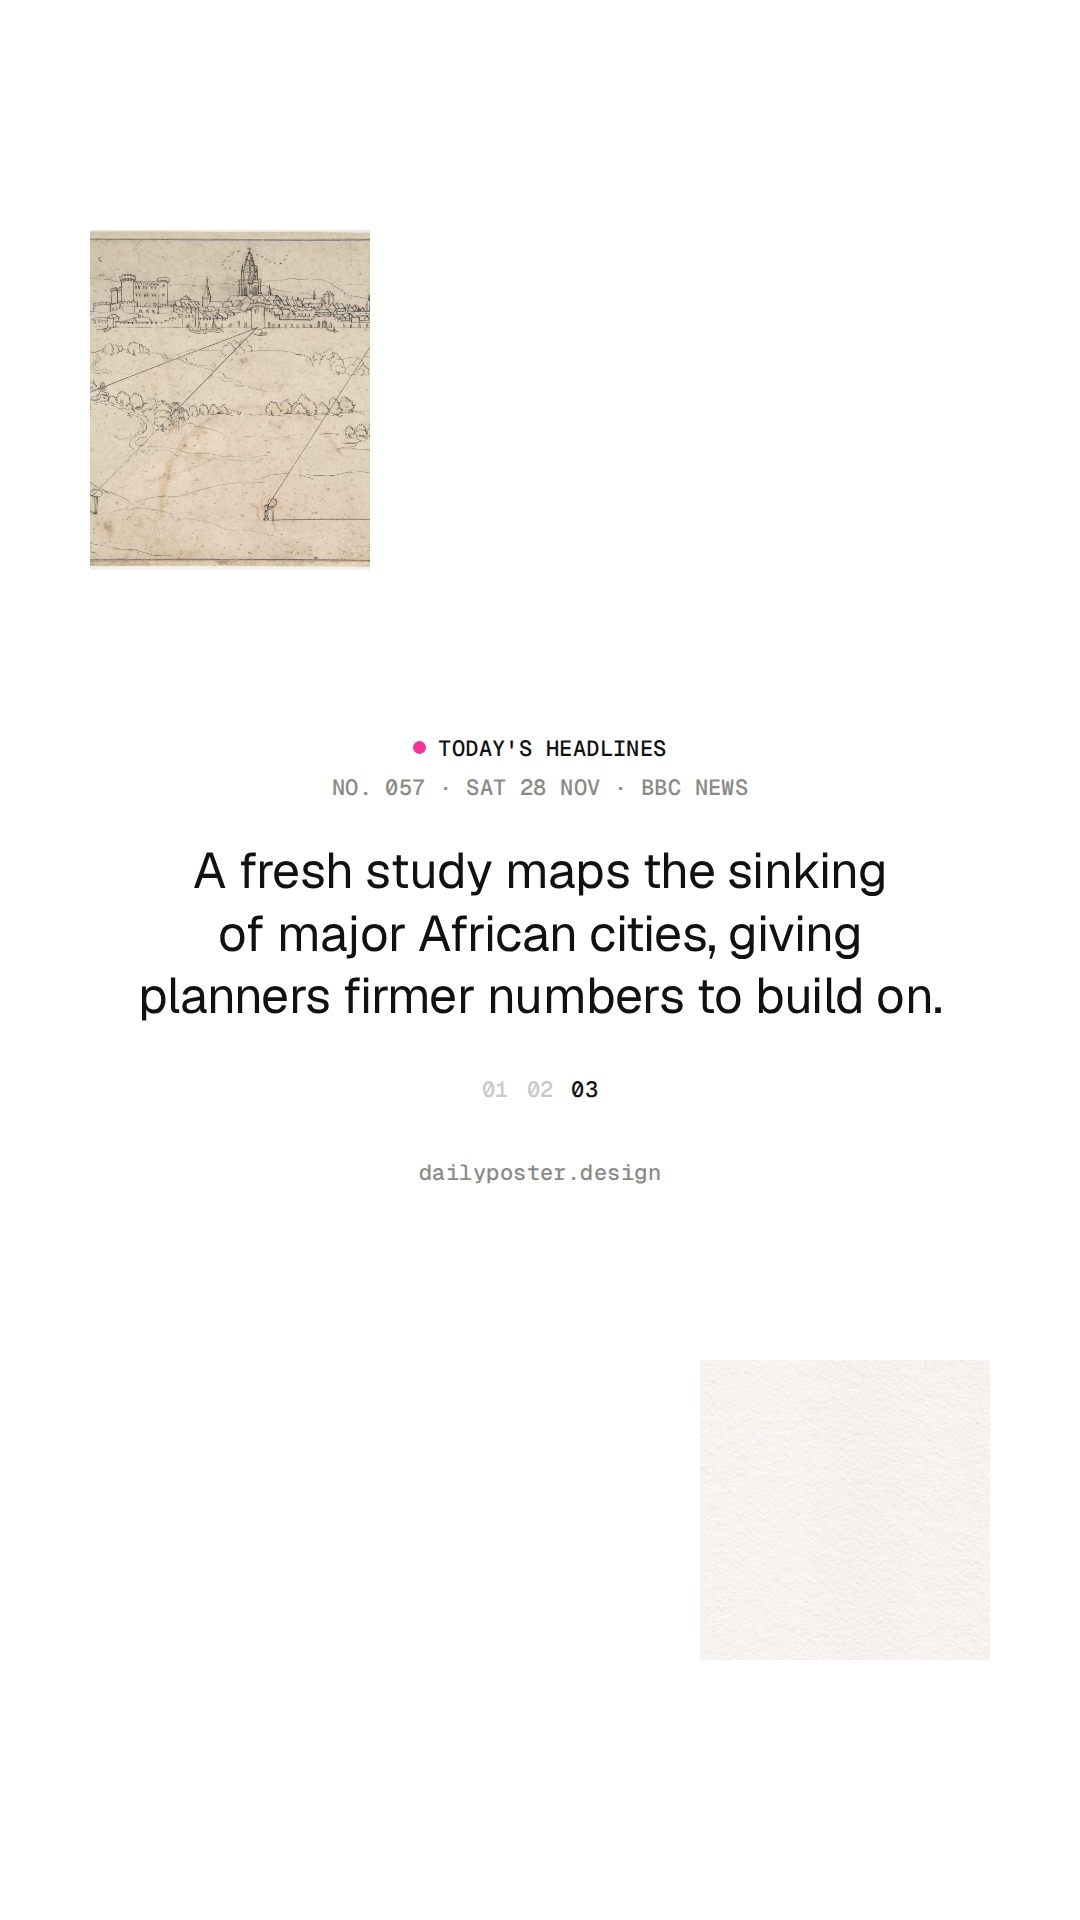 TODAY'S HEADLINES
NO. 057 · SAT 28 NOV · BBC NEWS
A fresh study maps the sinking
of major African cities, giving
planners firmer numbers to build on.
01 02 03
dailyposter.design